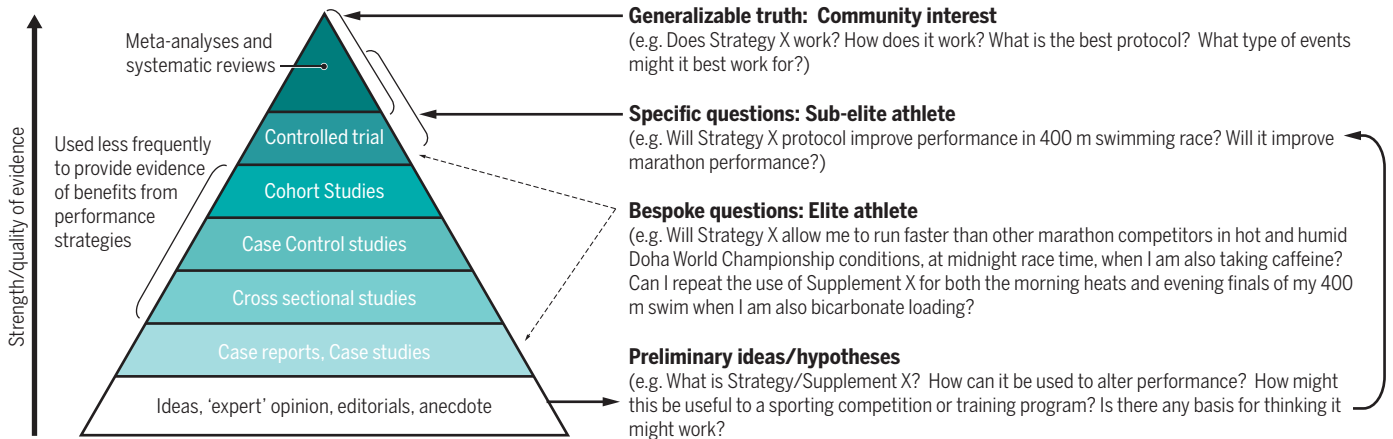 Strength/quality of evidence
Meta-analyses and
systematic reviews
Used less frequently
to provide evidence
of benefits from
performance
strategies
Controlled trial
Cohort Studies
Case Control studies
Cross sectional studies
Case reports, Case studies
Ideas, ‘expert’ opinion, editorials, anecdote
Generalizable truth: Community interest
(e.g. Does Strategy X work? How does it work? What is the best protocol? What type of events
might it best work for?)
Specific questions: Sub-elite athlete
(e.g. Will Strategy X protocol improve performance in 400 m swimming race? Will it improve
marathon performance?)
Bespoke questions: Elite athlete
(e.g. Will Strategy X allow me to run faster than other marathon competitors in hot and humid
Doha World Championship conditions, at midnight race time, when I am also taking caffeine?
Can I repeat the use of Supplement X for both the morning heats and evening finals of my 400
m swim when I am also bicarbonate loading?
Preliminary ideas/hypotheses
(e.g. What is Strategy/Supplement X? How can it be used to alter performance? How might
this be useful to a sporting competition or training program? Is there any basis for thinking it
might work?